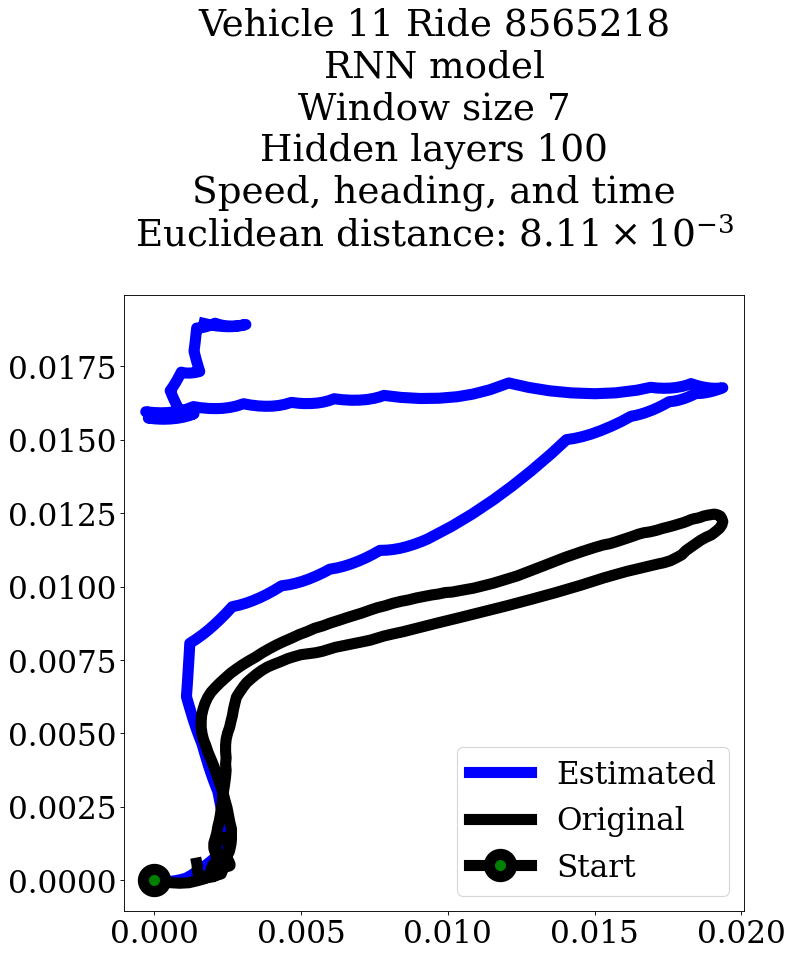 Vehicle 11 Ride 8565218
RNN model
Window size 7
Hidden layers 100
Speed, heading, and time
Euclidean distance: 8.11 × 10⁻³
0.0175
0.0150
0.0125
0.0100
0.0075
0.0050
0.0025
0.0000
Estimated
Original
Start
0.000 0.005 0.010 0.015 0.020